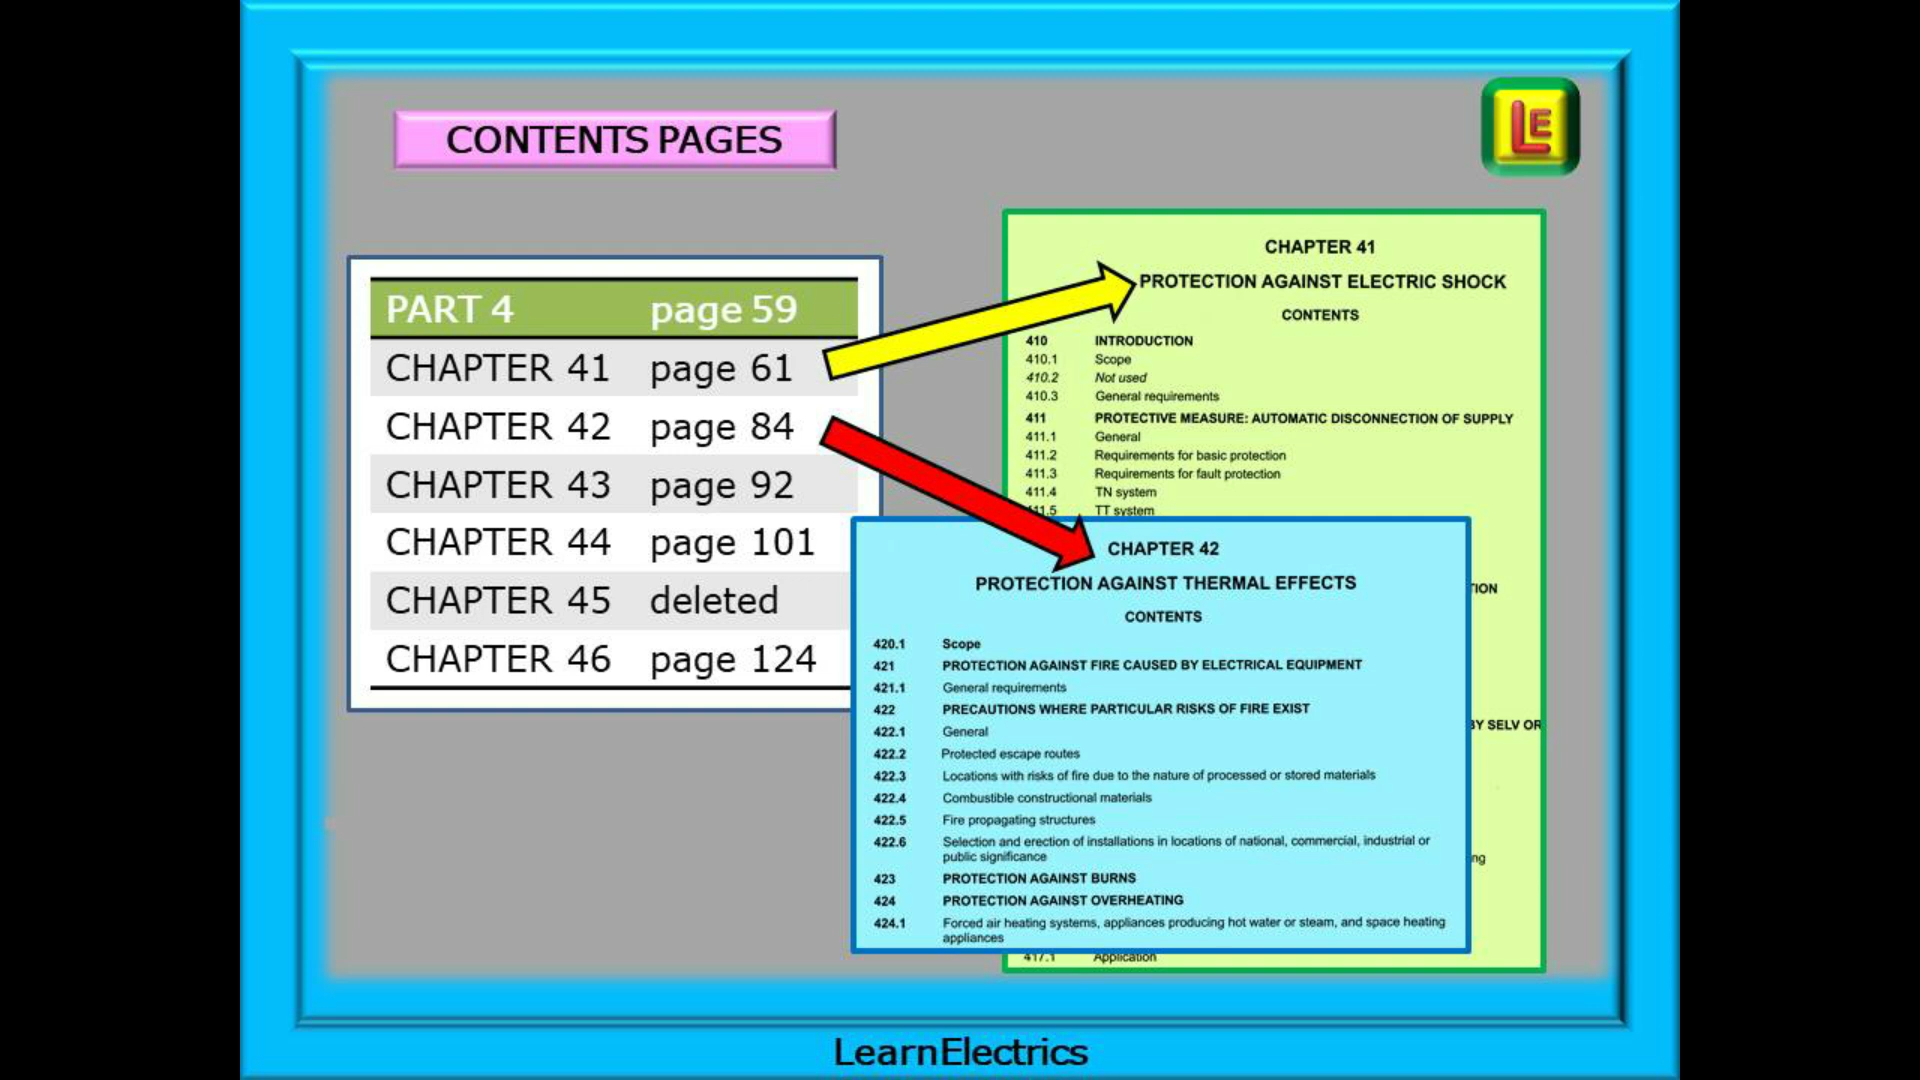 CONTENTS PAGES
LE
PART 4 page 59
CHAPTER 41 page 61
CHAPTER 42 page 84
CHAPTER 43 page 92
CHAPTER 44 page 101
CHAPTER 45 deleted
CHAPTER 46 page 124
CHAPTER 41
PROTECTION AGAINST ELECTRIC SHOCK
CONTENTS
410 INTRODUCTION
410.1 Scope
410.2 Not used
410.3 General requirements
411 PROTECTIVE MEASURE: AUTOMATIC DISCONNECTION OF SUPPLY
411.1 General
411.2 Requirements for basic protection
411.3 Requirements for fault protection
411.4 TN system
411.5 TT system
CHAPTER 42
PROTECTION AGAINST THERMAL EFFECTS
CONTENTS
420.1 Scope
421 PROTECTION AGAINST FIRE CAUSED BY ELECTRICAL EQUIPMENT
421.1 General requirements
422 PRECAUTIONS WHERE PARTICULAR RISKS OF FIRE EXIST
422.1 General
422.2 Protected escape routes
422.3 Locations with risks of fire due to the nature of processed or stored materials
422.4 Combustible constructional materials
422.5 Fire propagating structures
422.6 Selection and erection of installations in locations of national, commercial, industrial or
public significance
423 PROTECTION AGAINST BURNS
424 PROTECTION AGAINST OVERHEATING
424.1 Forced air heating systems, appliances producing hot water or steam, and space heating
appliances
BY SELV OR
417.1 Application
LearnElectrics